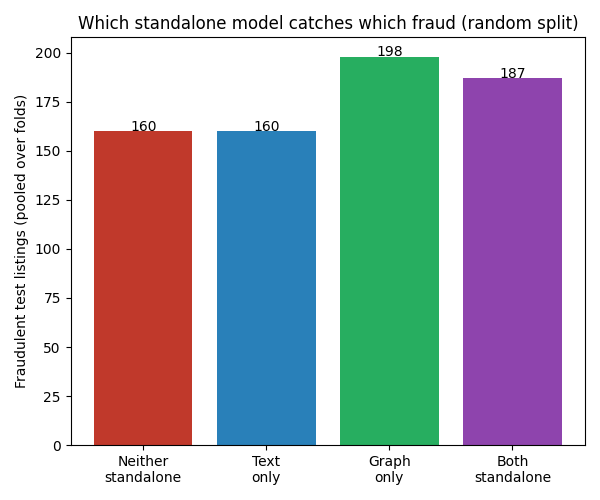 Which standalone model catches which fraud (random split)
Fraudulent test listings (pooled over folds)
200
175
150
125
100
75
50
25
0
160
160
198
187
Neither
standalone
Text
only
Graph
only
Both
standalone